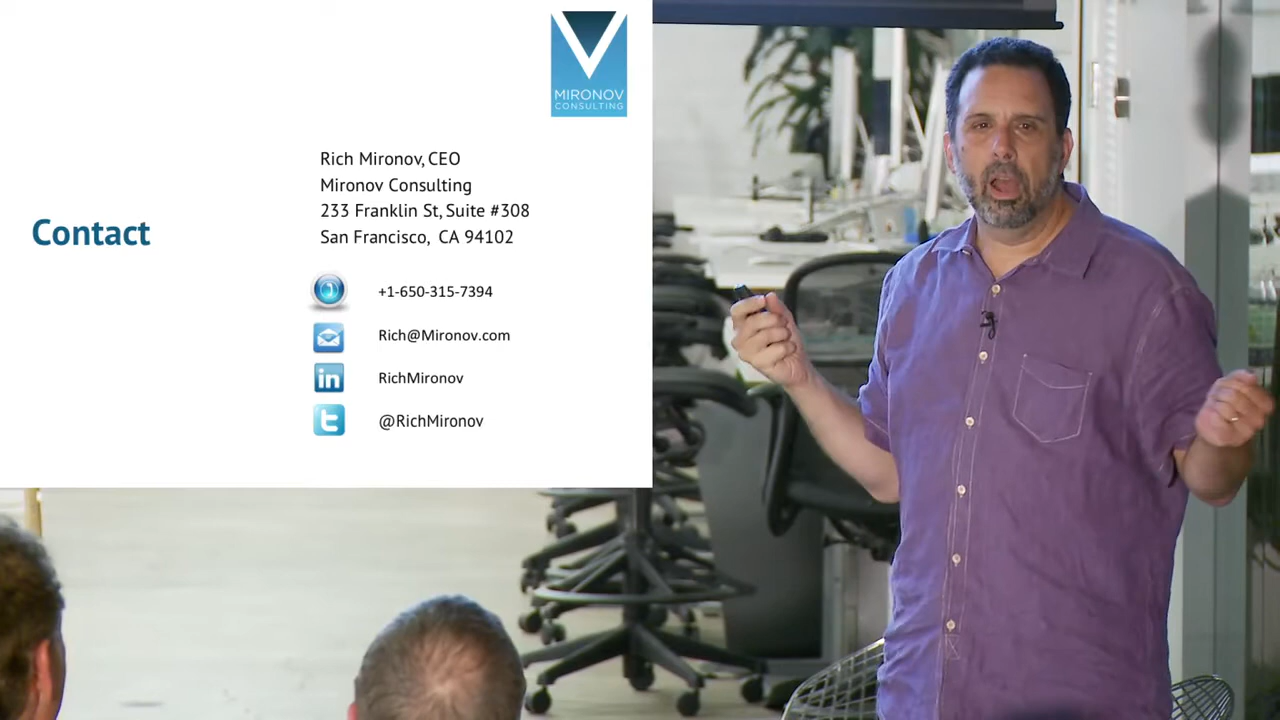 MIRONOV
CONSULTING
Contact
Rich Mironov, CEO
Mironov Consulting
233 Franklin St, Suite #308
San Francisco, CA 94102
+1-650-315-7394
Rich@Mironov.com
in
RichMironov
t
@RichMironov